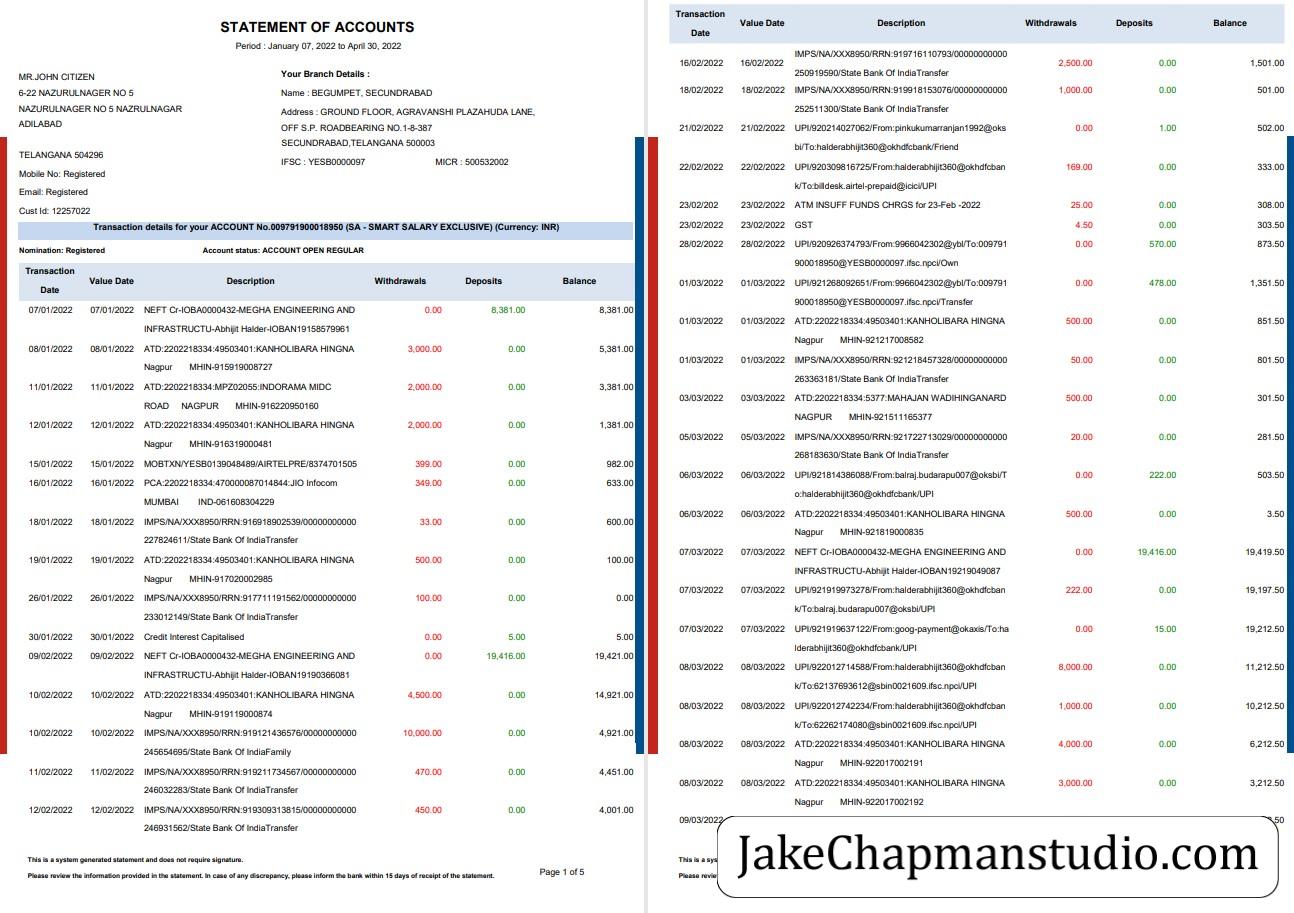 STATEMENT OF ACCOUNTS
Period : January 07, 2022 to April 30, 2022
MR.JOHN CITIZEN
6-22 NAZURULNAGER NO 5
NAZURULNAGER NO 5 NAZRULNAGAR
ADILABAD
TELANGANA 504296
Mobile No: Registered
Email: Registered
Cust Id: 12257022
Your Branch Details :
Name : BEGUMPET, SECUNDRABAD
Address : GROUND FLOOR, AGRAVANSHI PLAZAHUDA LANE,
OFF S.P. ROADBEARING NO.1-8-387
SECUNDRABAD,TELANGANA 500003
IFSC : YESB0000097 MICR : 500532002
Transaction details for your ACCOUNT No.009791900018950 (SA - SMART SALARY EXCLUSIVE) (Currency: INR)
Nomination: Registered Account status: ACCOUNT OPEN REGULAR
Transaction
Date Value Date Description Withdrawals Deposits Balance
07/01/2022 07/01/2022 NEFT Cr-IOBA0000432-MEGHA ENGINEERING AND 0.00 8,381.00 8,381.00
INFRASTRUCTU-Abhijit Halder-IOBAN19158579961
08/01/2022 08/01/2022 ATD:2202218334:49503401:KANHOLIBARA HINGNA 3,000.00 0.00 5,381.00
Nagpur MHIN-915919008727
11/01/2022 11/01/2022 ATD:2202218334:MPZ02055:INDORAMA MIDC 2,000.00 0.00 3,381.00
ROAD NAGPUR MHIN-916220950160
12/01/2022 12/01/2022 ATD:2202218334:49503401:KANHOLIBARA HINGNA 2,000.00 0.00 1,381.00
Nagpur MHIN-916319000481
15/01/2022 15/01/2022 MOBTXN/YESB0139048489/AIRTELPRE/8374701505 399.00 0.00 982.00
16/01/2022 16/01/2022 PCA:2202218334:470000087014844:JIO Infocom 349.00 0.00 633.00
MUMBAI IND-061608304229
18/01/2022 18/01/2022 IMPS/NA/XXX8950/RRN:916918902539/00000000000 33.00 0.00 600.00
227824611/State Bank Of IndiaTransfer
19/01/2022 19/01/2022 ATD:2202218334:49503401:KANHOLIBARA HINGNA 500.00 0.00 100.00
Nagpur MHIN-917020002985
26/01/2022 26/01/2022 IMPS/NA/XXX8950/RRN:917711191562/00000000000 100.00 0.00 0.00
233012149/State Bank Of IndiaTransfer
30/01/2022 30/01/2022 Credit Interest Capitalised 0.00 5.00 5.00
09/02/2022 09/02/2022 NEFT Cr-IOBA0000432-MEGHA ENGINEERING AND 0.00 19,416.00 19,421.00
INFRASTRUCTU-Abhijit Halder-IOBAN19190366081
10/02/2022 10/02/2022 ATD:2202218334:49503401:KANHOLIBARA HINGNA 4,500.00 0.00 14,921.00
Nagpur MHIN-919119000874
10/02/2022 10/02/2022 IMPS/NA/XXX8950/RRN:919121436576/00000000000 10,000.00 0.00 4,921.00
245654695/State Bank Of IndiaFamily
11/02/2022 11/02/2022 IMPS/NA/XXX8950/RRN:919211734567/00000000000 470.00 0.00 4,451.00
246032283/State Bank Of IndiaTransfer
12/02/2022 12/02/2022 IMPS/NA/XXX8950/RRN:919309313815/00000000000 450.00 0.00 4,001.00
246931562/State Bank Of IndiaTransfer
This is a system generated statement and does not require signature.
Please review the information provided in the statement. In case of any discrepancy, please inform the bank within 15 days of receipt of the statement.
Page 1 of 5
Transaction
Date Value Date Description Withdrawals Deposits Balance
16/02/2022 16/02/2022 IMPS/NA/XXX8950/RRN:919716110793/00000000000 2,500.00 0.00 1,501.00
250919590/State Bank Of IndiaTransfer
18/02/2022 18/02/2022 IMPS/NA/XXX8950/RRN:919918153076/00000000000 1,000.00 0.00 501.00
252511300/State Bank Of IndiaTransfer
21/02/2022 21/02/2022 UPI/920214027062/From:pinkukumarranjan1992@oks 0.00 1.00 502.00
bi/To:halderabhijit360@okhdfcbank/Friend
22/02/2022 22/02/2022 UPI/920309816725/From:halderabhijit360@okhdfcban 169.00 0.00 333.00
k/To:billdesk.airtel-prepaid@icici/UPI
23/02/202 23/02/2022 ATM INSUFF FUNDS CHRGS for 23-Feb -2022 25.00 0.00 308.00
23/02/2022 23/02/2022 GST 4.50 0.00 303.50
28/02/2022 28/02/2022 UPI/920926374793/From:9966042302@ybl/To:009791 0.00 570.00 873.50
900018950@YESB0000097.ifsc.npci/Own
01/03/2022 01/03/2022 UPI/921268092651/From:9966042302@ybl/To:009791 0.00 478.00 1,351.50
900018950@YESB0000097.ifsc.npci/Transfer
01/03/2022 01/03/2022 ATD:2202218334:49503401:KANHOLIBARA HINGNA 500.00 0.00 851.50
Nagpur MHIN-921217008582
01/03/2022 01/03/2022 IMPS/NA/XXX8950/RRN:921218457328/00000000000 50.00 0.00 801.50
263363181/State Bank Of IndiaTransfer
03/03/2022 03/03/2022 ATD:2202218334:5377:MAHAJAN WADIHINGANARD 500.00 0.00 301.50
NAGPUR MHIN-921511165377
05/03/2022 05/03/2022 IMPS/NA/XXX8950/RRN:921722713029/00000000000 20.00 0.00 281.50
268183630/State Bank Of IndiaTransfer
06/03/2022 06/03/2022 UPI/921814386088/From:balraj.budarapu007@oksbi/T 0.00 222.00 503.50
o:halderabhijit360@okhdfcbank/UPI
06/03/2022 06/03/2022 ATD:2202218334:49503401:KANHOLIBARA HINGNA 500.00 0.00 3.50
Nagpur MHIN-921819000835
07/03/2022 07/03/2022 NEFT Cr-IOBA0000432-MEGHA ENGINEERING AND 0.00 19,416.00 19,419.50
INFRASTRUCTU-Abhijit Halder-IOBAN19219049087
07/03/2022 07/03/2022 UPI/921919973278/From:halderabhijit360@okhdfcban 222.00 0.00 19,197.50
k/To:balraj.budarapu007@oksbi/UPI
07/03/2022 07/03/2022 UPI/921919637122/From:goog-payment@okaxis/To:ha 0.00 15.00 19,212.50
lderabhijit360@okhdfcbank/UPI
08/03/2022 08/03/2022 UPI/922012714588/From:halderabhijit360@okhdfcban 8,000.00 0.00 11,212.50
k/To:62137693612@sbin0021609.ifsc.npci/UPI
08/03/2022 08/03/2022 UPI/922012742234/From:halderabhijit360@okhdfcban 1,000.00 0.00 10,212.50
k/To:62262174080@sbin0021609.ifsc.npci/UPI
08/03/2022 08/03/2022 ATD:2202218334:49503401:KANHOLIBARA HINGNA 4,000.00 0.00 6,212.50
Nagpur MHIN-922017002191
08/03/2022 08/03/2022 ATD:2202218334:49503401:KANHOLIBARA HINGNA 3,000.00 0.00 3,212.50
Nagpur MHIN-922017002192
09/03/2022
This is a
Please
JakeChapmanstudio.com